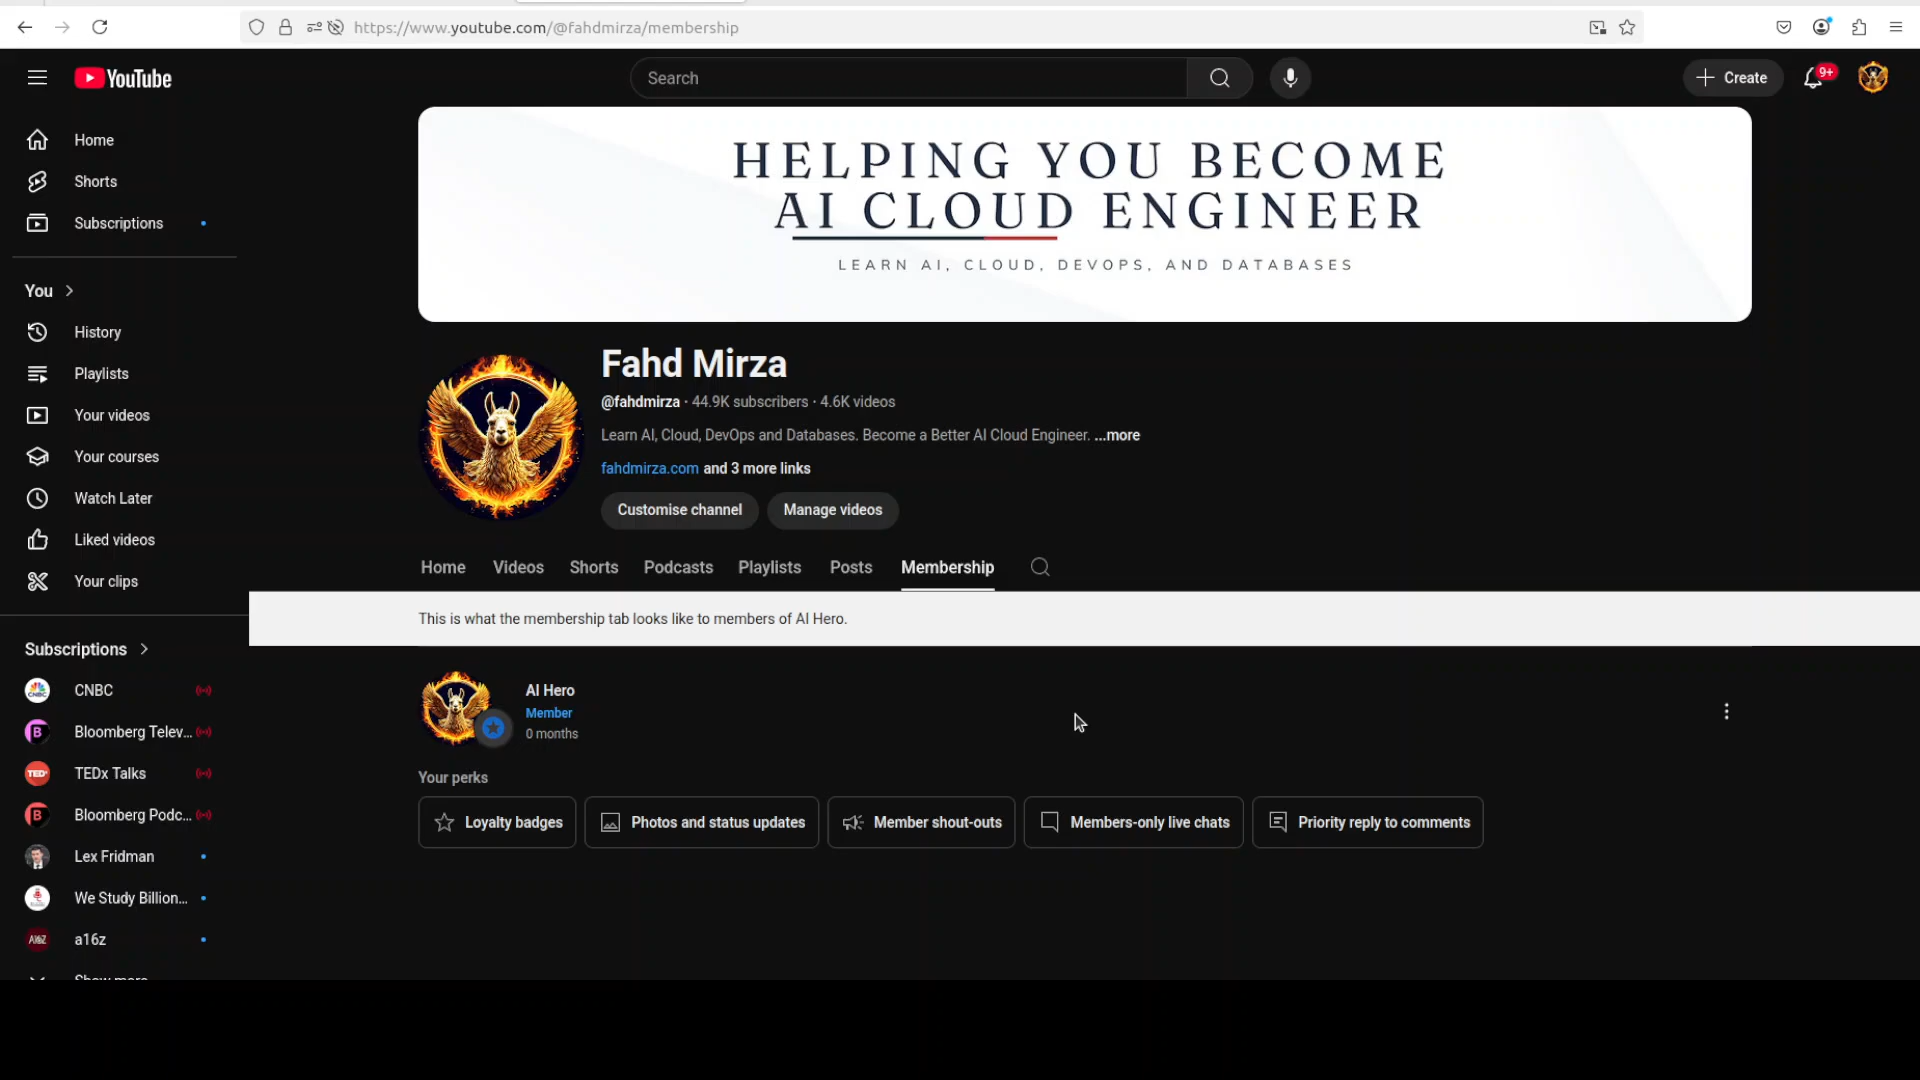 https://www.youtube.com/@fahdmirza/membership
YouTube
Search
Create
9+
Home
Shorts
Subscriptions
You
History
Playlists
Your videos
Your courses
Watch Later
Liked videos
Your clips
Subscriptions
CNBC
Bloomberg Telev...
TEDx Talks
Bloomberg Podc...
Lex Fridman
We Study Billion...
a16z
Show more
HELPING YOU BECOME
AI CLOUD ENGINEER
LEARN AI, CLOUD, DEVOPS, AND DATABASES
Fahd Mirza
@fahdmirza · 44.9K subscribers · 4.6K videos
Learn AI, Cloud, DevOps and Databases. Become a Better AI Cloud Engineer. ...more
fahdmirza.com and 3 more links
Customise channel Manage videos
Home Videos Shorts Podcasts Playlists Posts Membership
This is what the membership tab looks like to members of AI Hero.
AI Hero
Member
0 months
Your perks
Loyalty badges Photos and status updates Member shout-outs Members-only live chats Priority reply to comments